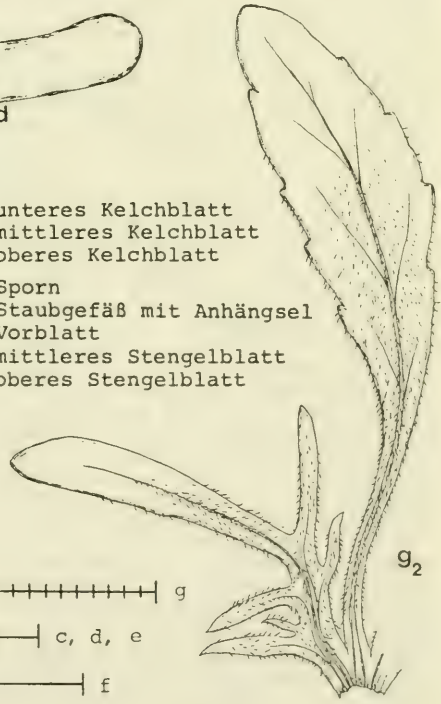 d
unteres Kelchblatt
mittleres Kelchblatt
oberes Kelchblatt
Sporn
Staubgefäß mit Anhängsel
Vorblatt
mittleres Stengelblatt
oberes Stengelblatt
g₂
g
c, d, e
f